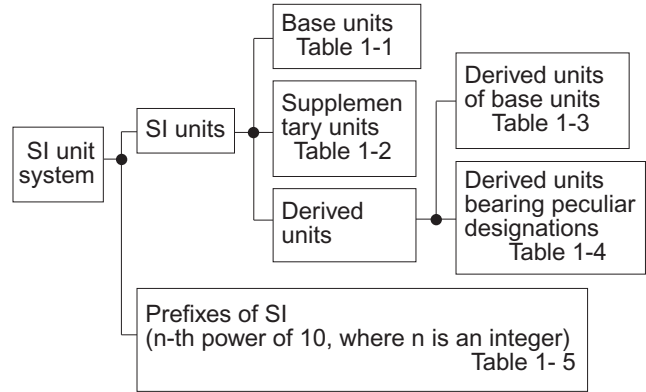 SI unit
system
SI units
Base units
Table 1-1
Supplemen
tary units
Table 1-2
Derived
units
Derived units
of base units
Table 1-3
Derived units
bearing peculiar
designations
Table 1-4
Prefixes of SI
(n-th power of 10, where n is an integer)
Table 1- 5